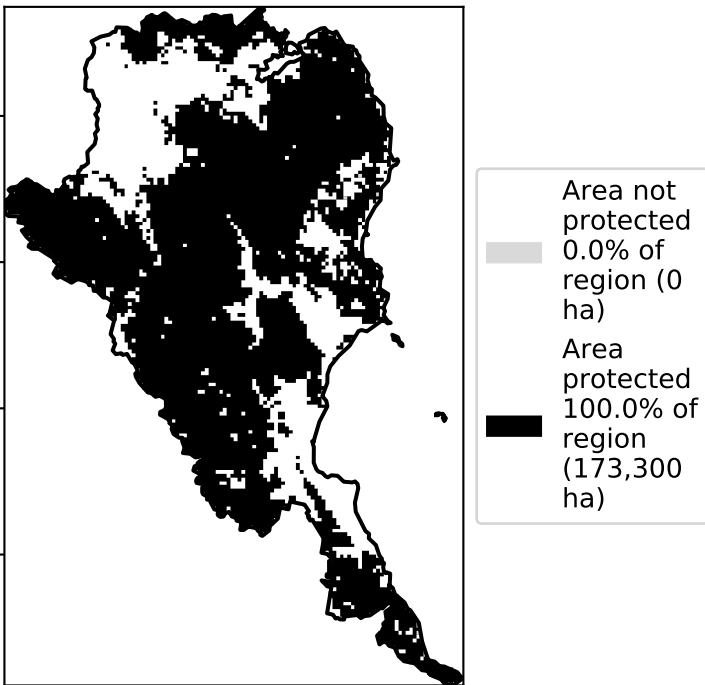 Area not
protected
0.0% of
region (0
ha)
Area
protected
100.0% of
region
(173,300
ha)